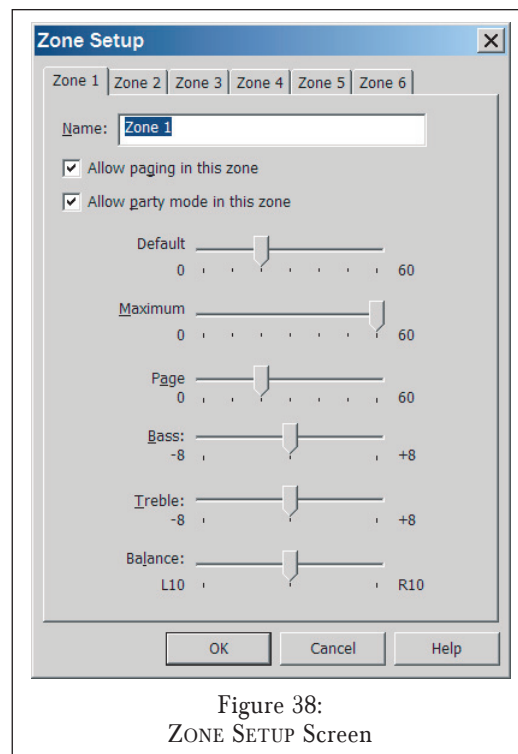 Zone Setup
Zone 1 Zone 2 Zone 3 Zone 4 Zone 5 Zone 6
Name: Zone 1
Allow paging in this zone
Allow party mode in this zone
Default
0 60
Maximum
0 60
Page
0 60
Bass:
-8 +8
Treble:
-8 +8
Balance:
L10 R10
OK Cancel Help
Figure 38:
ZONE SETUP Screen